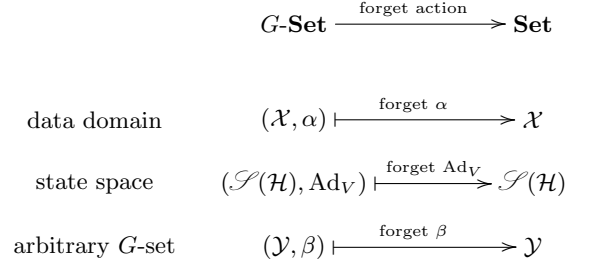 G-Set forget action Set
data domain (𝒳, α) forget α 𝒳
state space (𝒮(ℋ), Ad_V) forget Ad_V 𝒮(ℋ)
arbitrary G-set (𝒴, β) forget β 𝒴